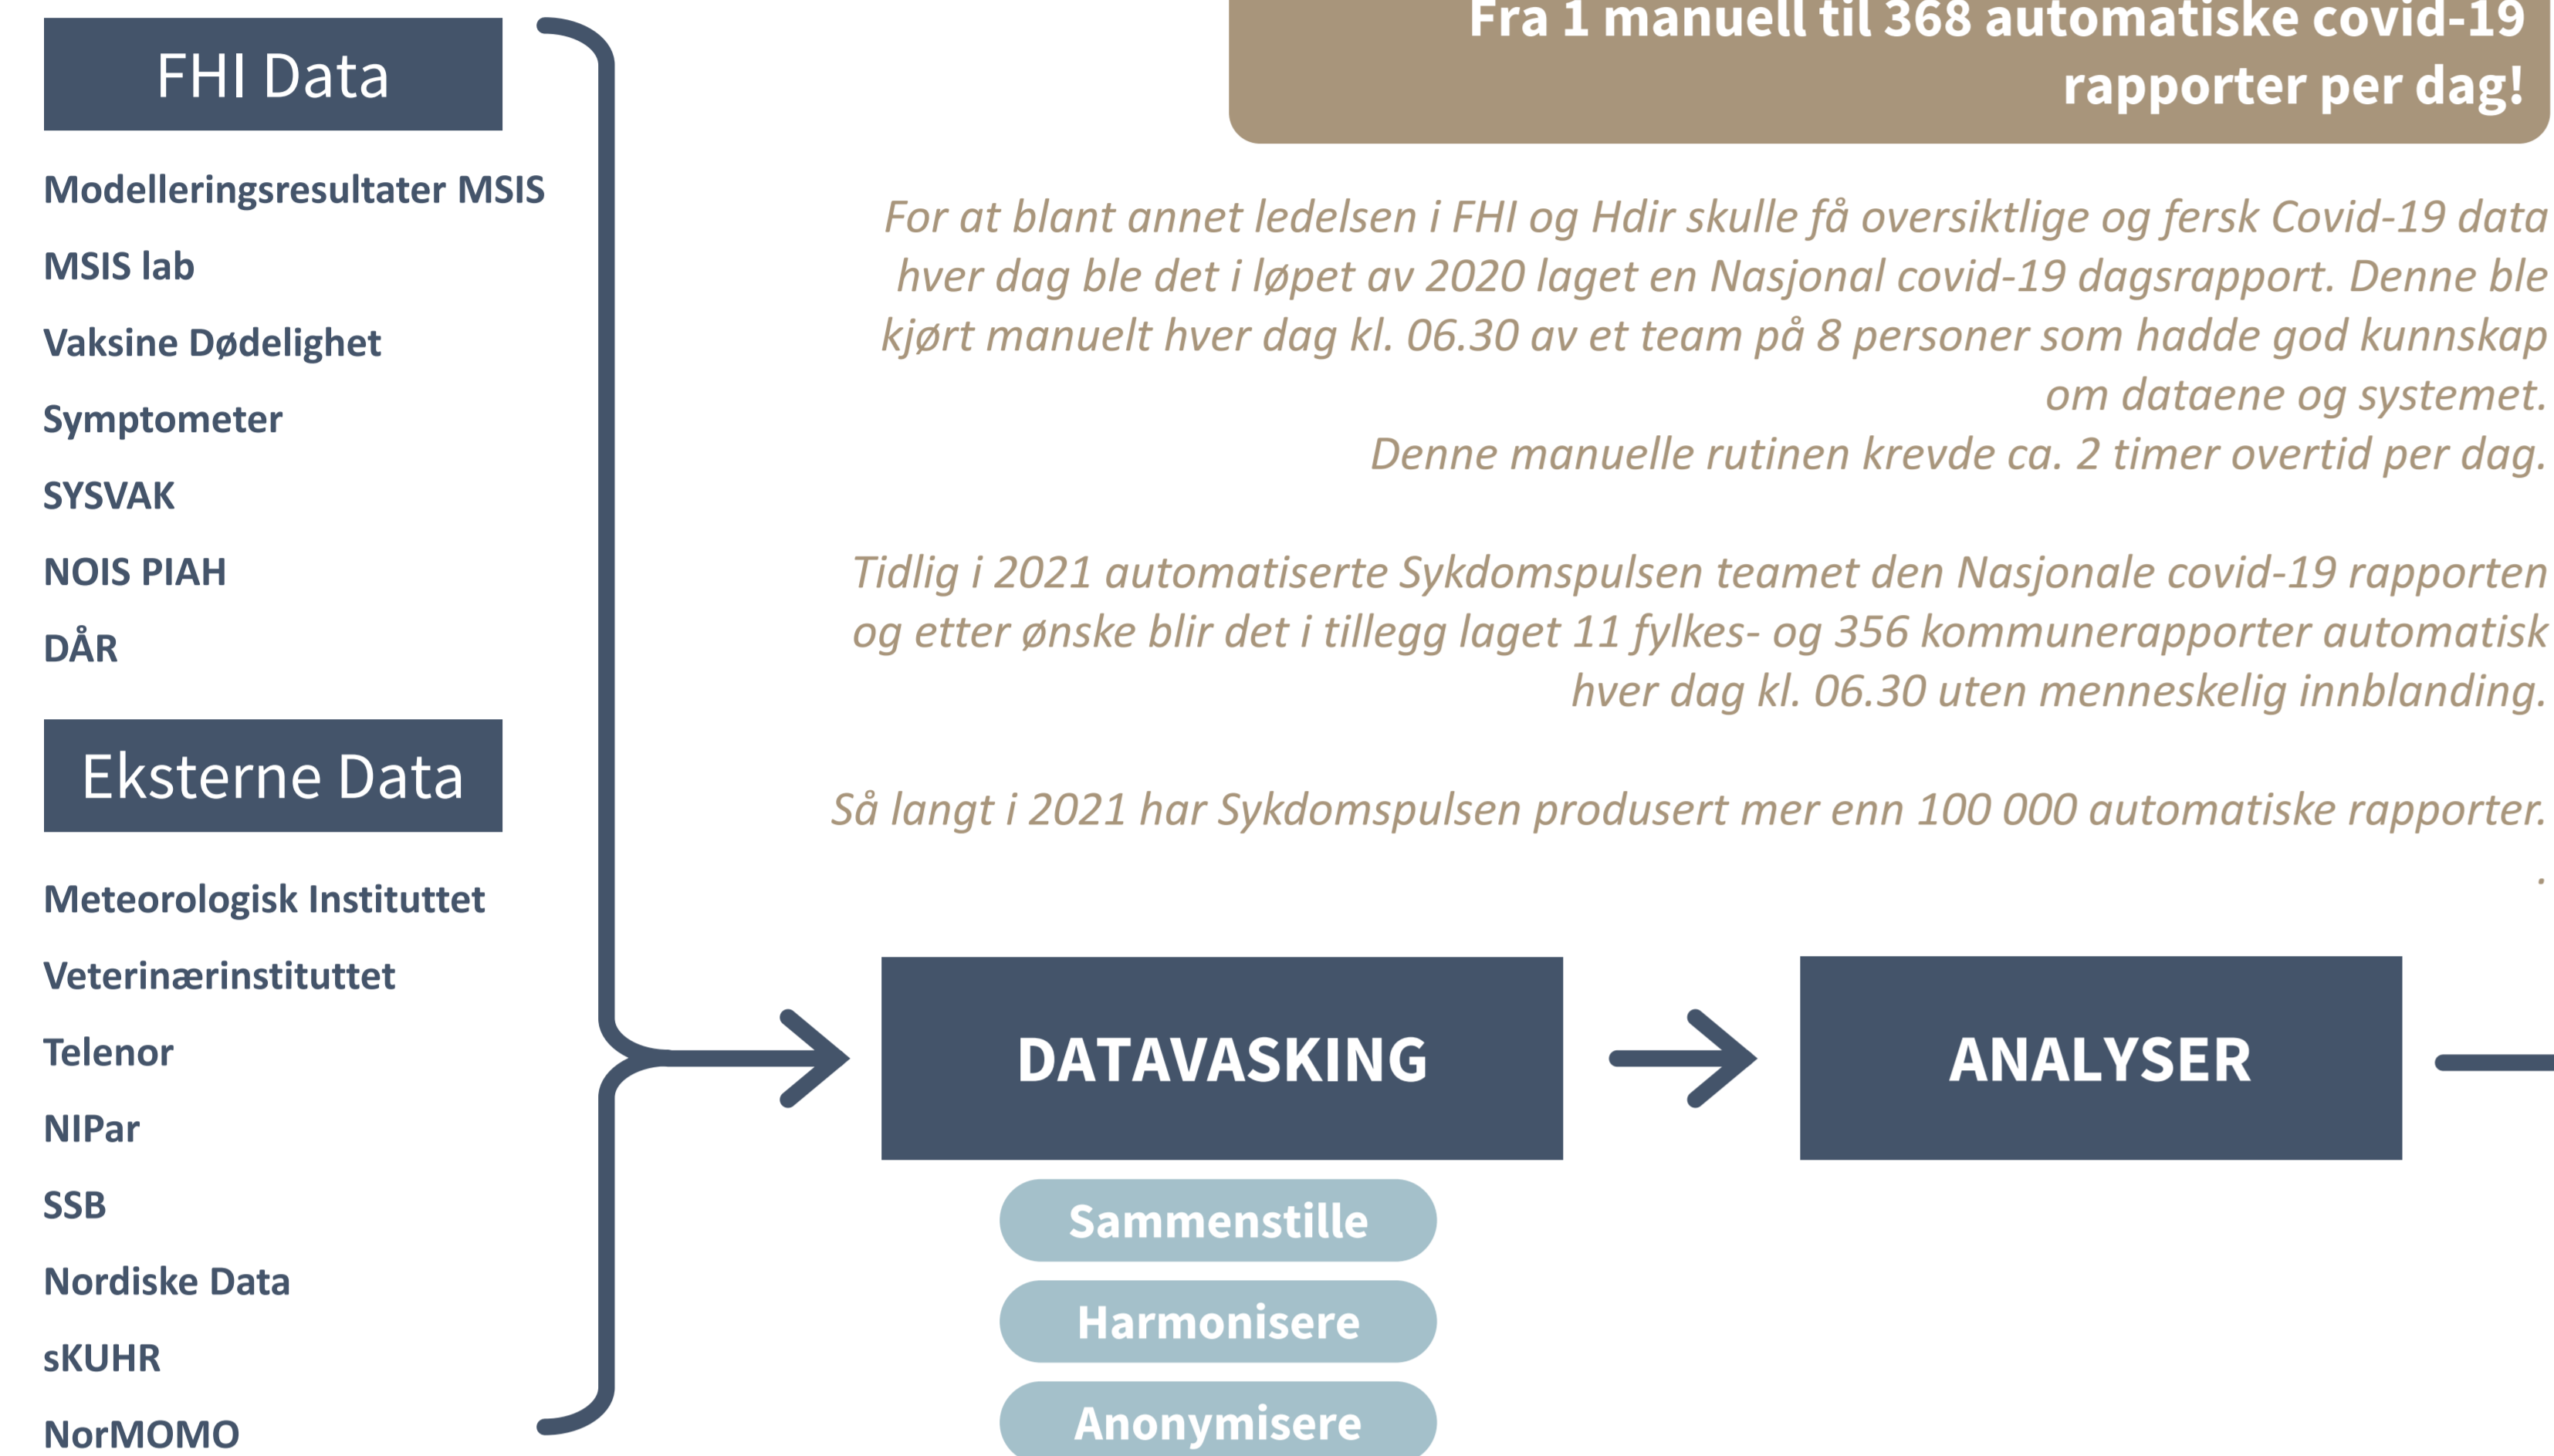 FHI Data
Modelleringsresultater MSIS
MSIS lab
Vaksine Dødelighet
Symptometer
SYSVAK
NOIS PIAH
DÅR
Eksterne Data
Meteorologisk Instituttet
Veterinærinstituttet
Telenor
NIPar
SSB
Nordiske Data
sKUHR
NorMOMO
Fra 1 manuell til 368 automatiske covid-19
rapporter per dag!
For at blant annet ledelsen i FHI og Hdir skulle få oversiktlige og fersk Covid-19 data
hver dag ble det i løpet av 2020 laget en Nasjonal covid-19 dagsrapport. Denne ble
kjørt manuelt hver dag kl. 06.30 av et team på 8 personer som hadde god kunnskap
om dataene og systemet.
Denne manuelle rutinen krevde ca. 2 timer overtid per dag.
Tidlig i 2021 automatiserte Sykdomspulsen teamet den Nasjonale covid-19 rapporten
og etter ønske blir det i tillegg laget 11 fylkes- og 356 kommunerapporter automatisk
hver dag kl. 06.30 uten menneskelig innblanding.
Så langt i 2021 har Sykdomspulsen produsert mer enn 100 000 automatiske rapporter.
.
DATAVASKING
ANALYSER
Sammenstille
Harmonisere
Anonymisere